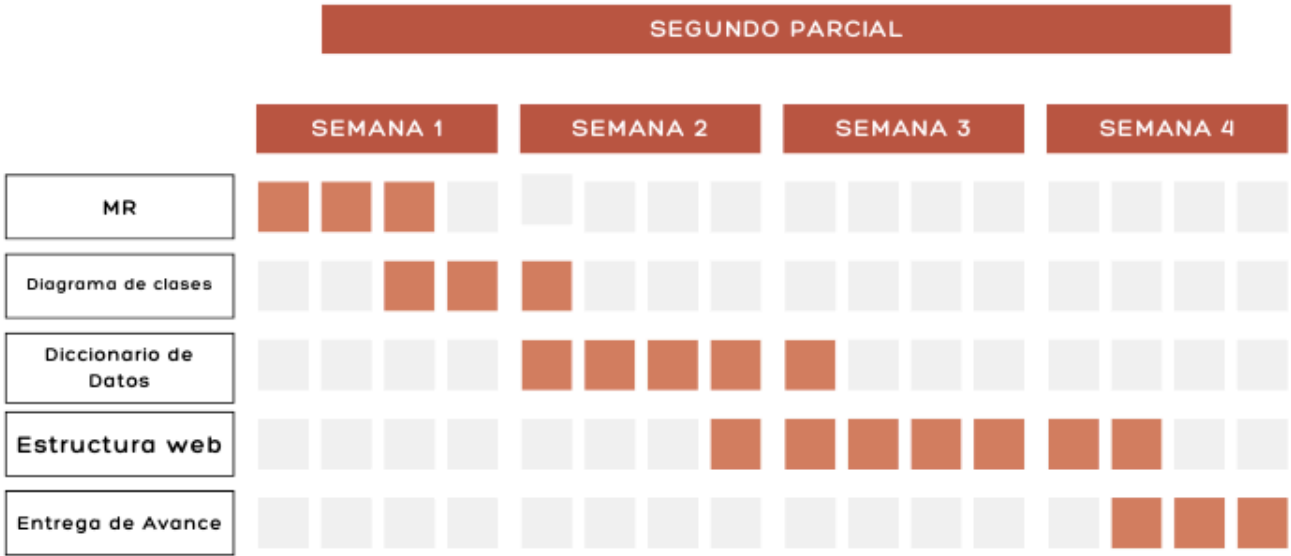 SEGUNDO PARCIAL
SEMANA 1
SEMANA 2
SEMANA 3
SEMANA 4
MR
Diagrama de clases
Diccionario de
Datos
Estructura web
Entrega de Avance